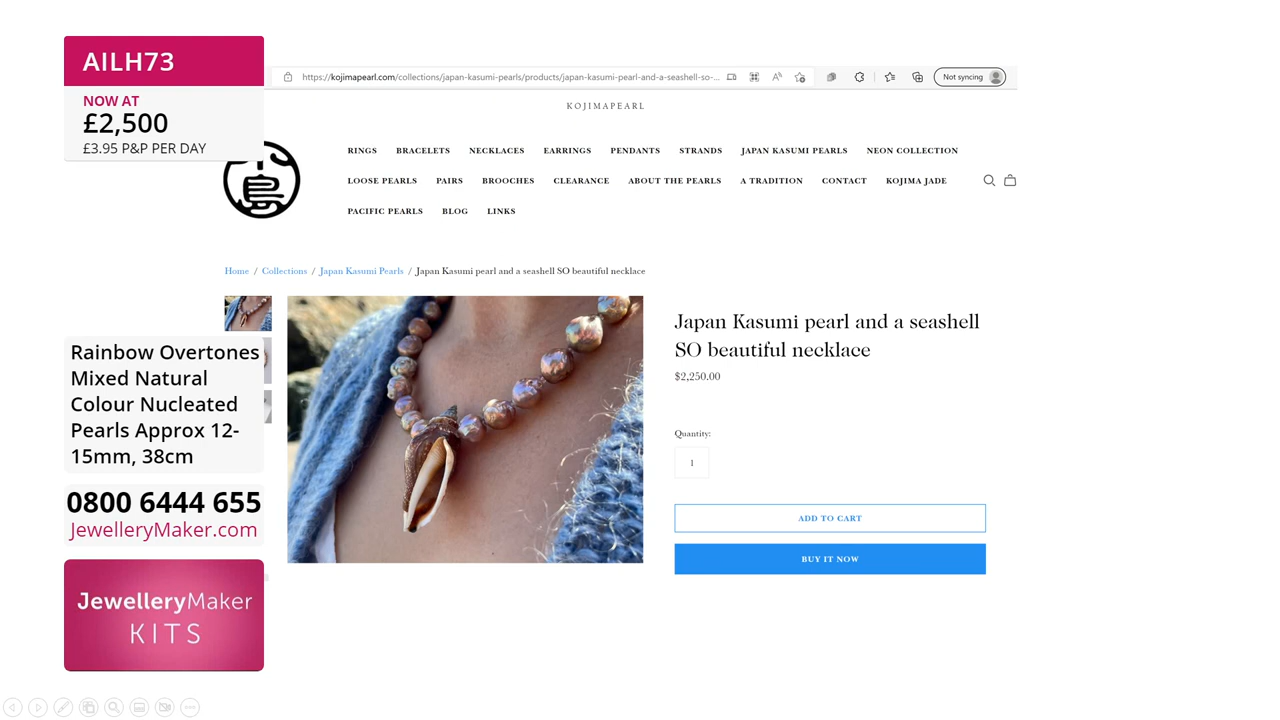 AILH73
NOW AT
£2,500
£3.95 P&P PER DAY
https://kojimapearl.com/collections/japan-kasumi-pearls/products/japan-kasumi-pearl-and-a-seashell-so-...
Not syncing
KOJIMAPEARL
島
RINGS BRACELETS NECKLACES EARRINGS PENDANTS STRANDS JAPAN KASUMI PEARLS NEON COLLECTION
LOOSE PEARLS PAIRS BROOCHES CLEARANCE ABOUT THE PEARLS A TRADITION CONTACT KOJIMA JADE
PACIFIC PEARLS BLOG LINKS
Home / Collections / Japan Kasumi Pearls / Japan Kasumi pearl and a seashell SO beautiful necklace
Japan Kasumi pearl and a seashell
SO beautiful necklace
$2,250.00
Quantity:
1
ADD TO CART
BUY IT NOW
Rainbow Overtones
Mixed Natural
Colour Nucleated
Pearls Approx 12-
15mm, 38cm
0800 6444 655
JewelleryMaker.com
JewelleryMaker
KITS